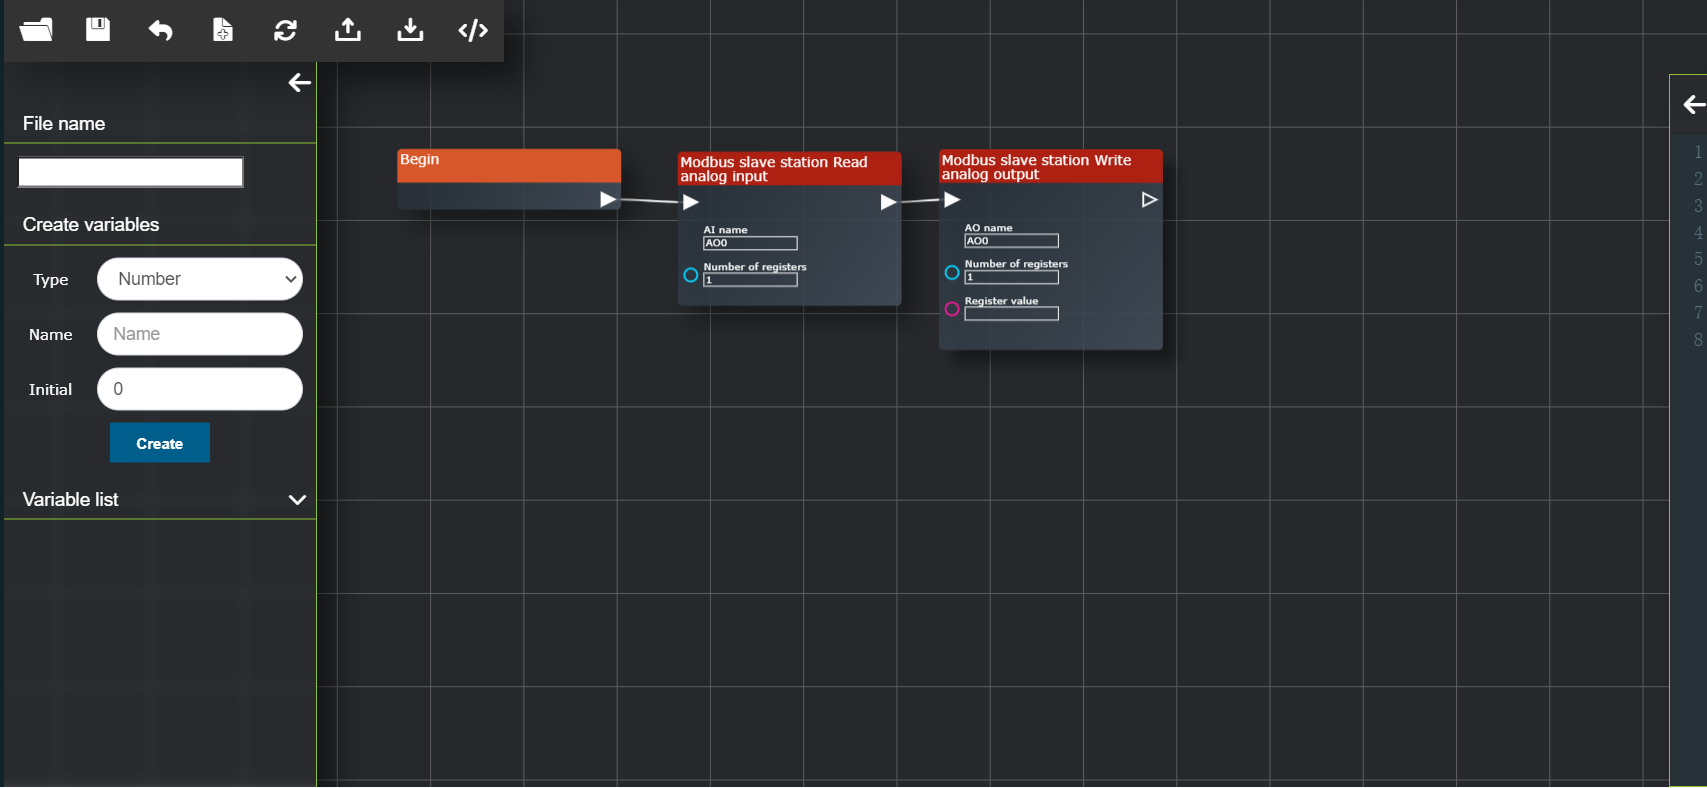 File name
Create variables
Type
Number
Name
Name
Initial
0
Create
Variable list
Begin
Modbus slave station Read
analog input
AI name
AO0
Number of registers
1
Modbus slave station Write
analog output
AO name
AO0
Number of registers
1
Register value
1
2
3
4
5
6
7
8